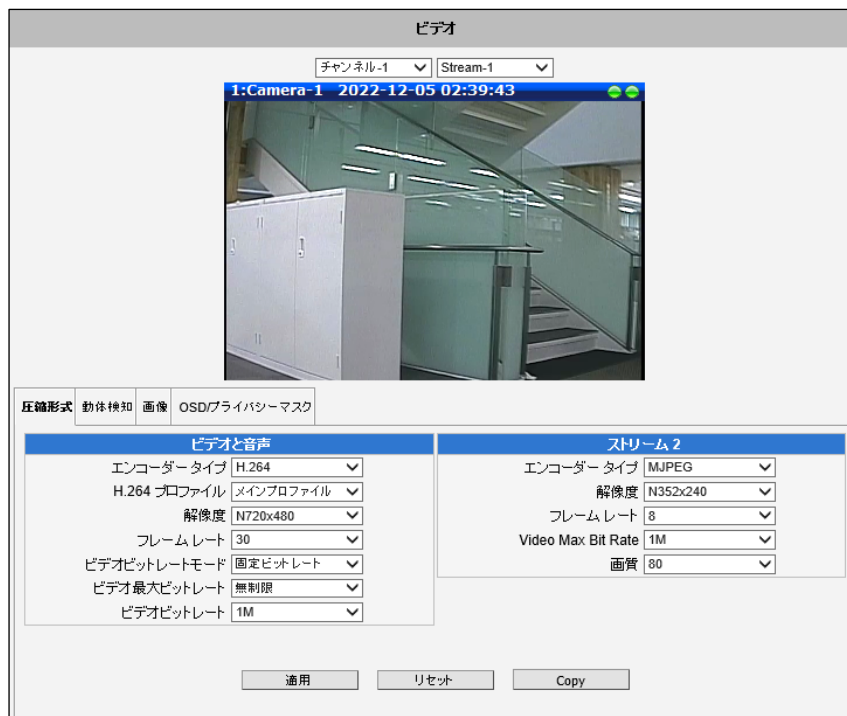 ビデオ
チャンネル-1 Stream-1
1:Camera-1 2022-12-05 02:39:43
圧縮形式 動体検知 画像 OSD/プライバシーマスク
ビデオと音声
エンコーダー タイプ H.264
H.264 プロファイル メインプロファイル
解像度 N720x480
フレーム レート 30
ビデオビットレートモード 固定ビットレート
ビデオ最大ビットレート 無制限
ビデオビットレート 1M
ストリーム 2
エンコーダー タイプ MJPEG
解像度 N352x240
フレーム レート 8
Video Max Bit Rate 1M
画質 80
適用 リセット Copy